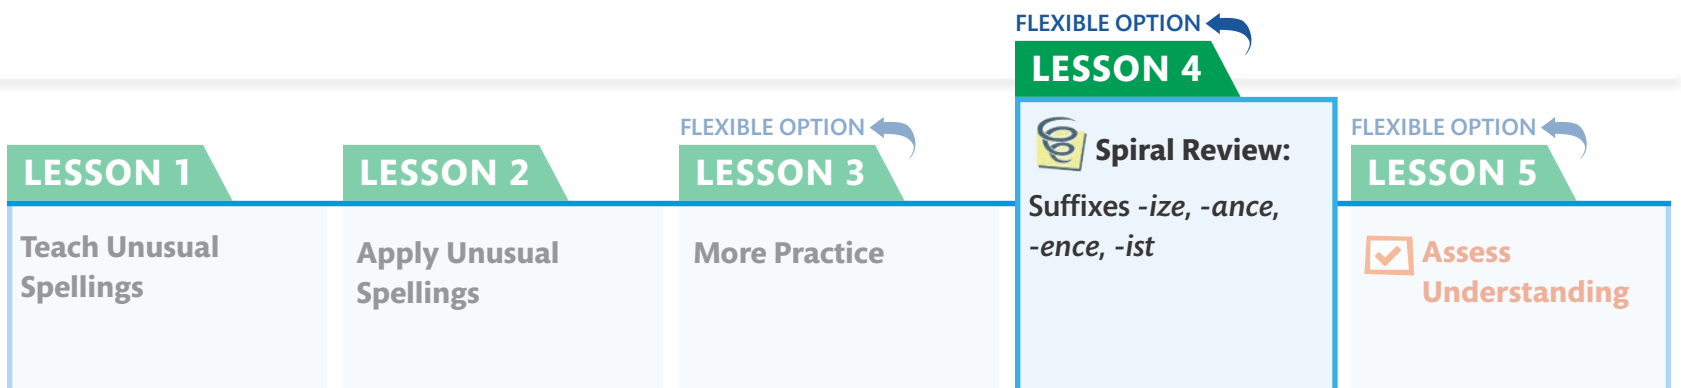 LESSON 1
Teach Unusual
Spellings
LESSON 2
Apply Unusual
Spellings
FLEXIBLE OPTION
LESSON 3
More Practice
FLEXIBLE OPTION
LESSON 4
Spiral Review:
Suffixes -ize, -ance,
-ence, -ist
FLEXIBLE OPTION
LESSON 5
Assess
Understanding